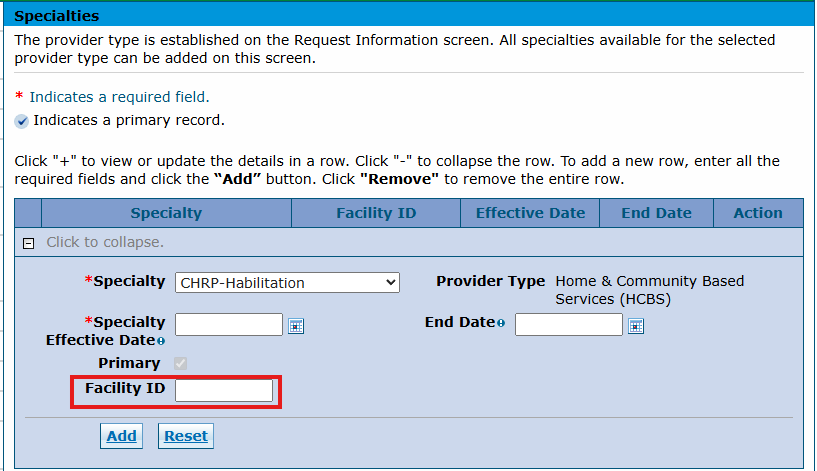 Specialties
The provider type is established on the Request Information screen. All specialties available for the selected
provider type can be added on this screen.
* Indicates a required field.
Indicates a primary record.
Click "+" to view or update the details in a row. Click "-" to collapse the row. To add a new row, enter all the
required fields and click the “Add” button. Click "Remove" to remove the entire row.
Specialty Facility ID Effective Date End Date Action
Click to collapse.
*Specialty CHRP-Habilitation Provider Type Home & Community Based
Services (HCBS)
*Specialty
Effective Date End Date
Primary
Facility ID
Add Reset